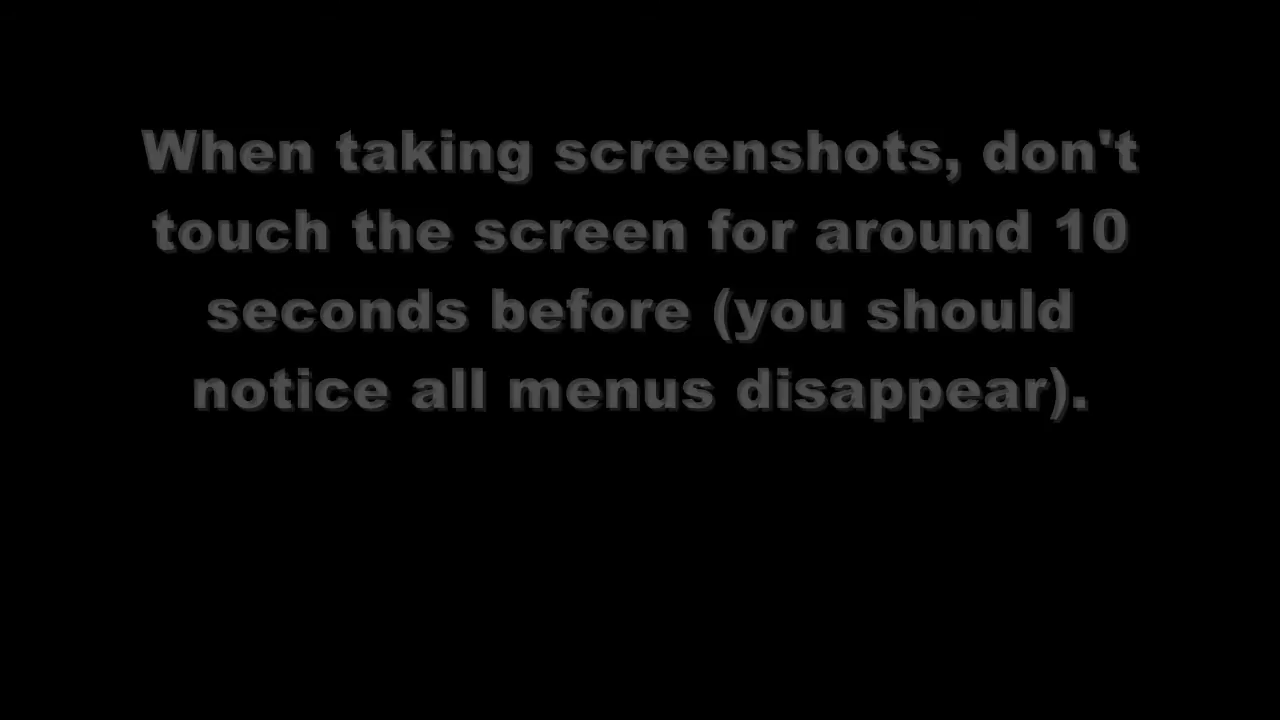 When taking screenshots, don't
touch the screen for around 10
seconds before (you should
notice all menus disappear).